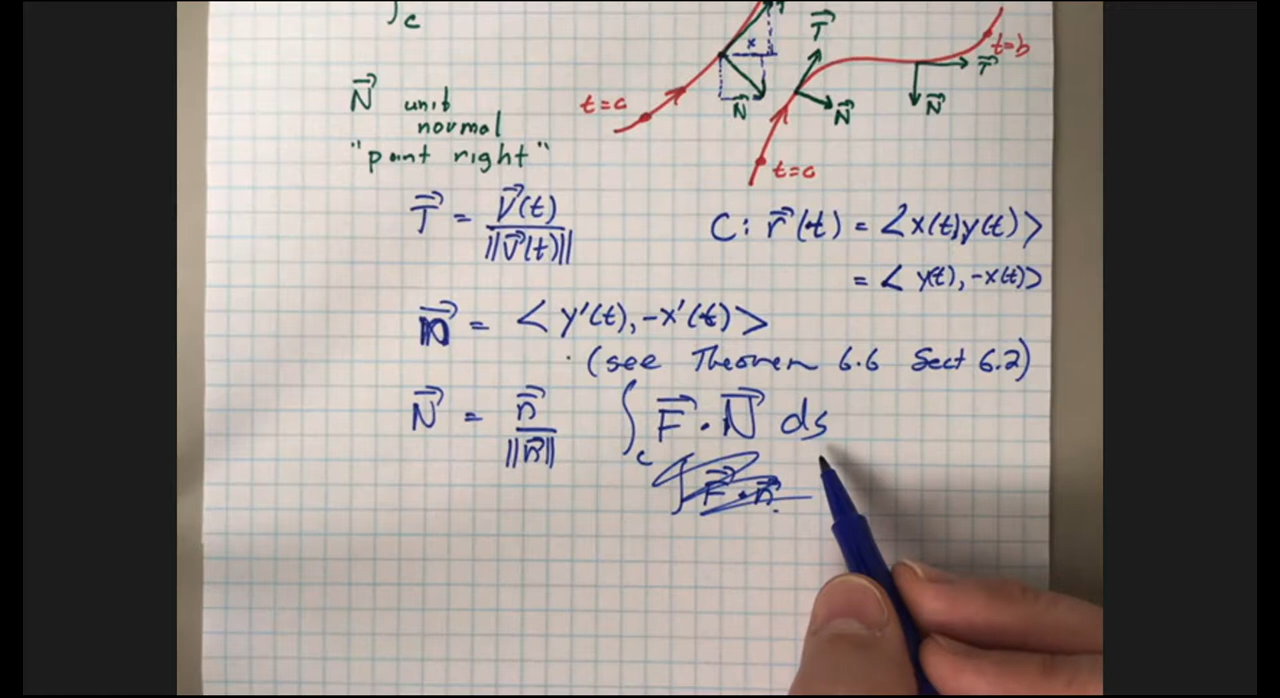 ∫c
x
T⃗
t=b
N⃗ unit
t=a
N⃗
N⃗
T⃗
N⃗
normal
"point right"
t=a
T⃗ = V⃗(t) / ||V⃗(t)||
C: r⃗(t) = <x(t), y(t)>
= < y(t), -x(t)>
n⃗ = < y'(t), -x'(t) >
(see Theorem 6.6 Sect 6.2)
N⃗ = n⃗ / ||n⃗|| ∫c F⃗ · N⃗ ds
∫ F⃗ · n⃗